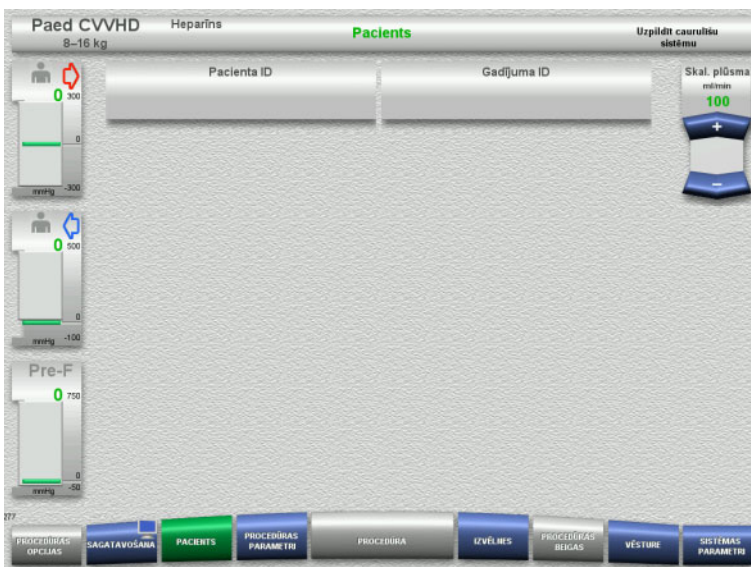 Paed CVVHD
8–16 kg
Heparīns
Pacients
Uzpildīt caurulīšu
sistēmu
Pacienta ID
Gadījuma ID
Skal. plūsma
ml/min
100
+
–
0
300
0
-300
mmHg
0
500
0
-100
mmHg
Pre-F
0
750
0
-50
mmHg
277
PROCEDŪRAS
OPCIJAS
SAGATAVOŠANA
PACIENTS
PROCEDŪRAS
PARAMETRI
PROCEDŪRA
IZVĒLNES
PROCEDŪRAS
BEIGAS
VĒSTURE
SISTĒMAS
PARAMETRI